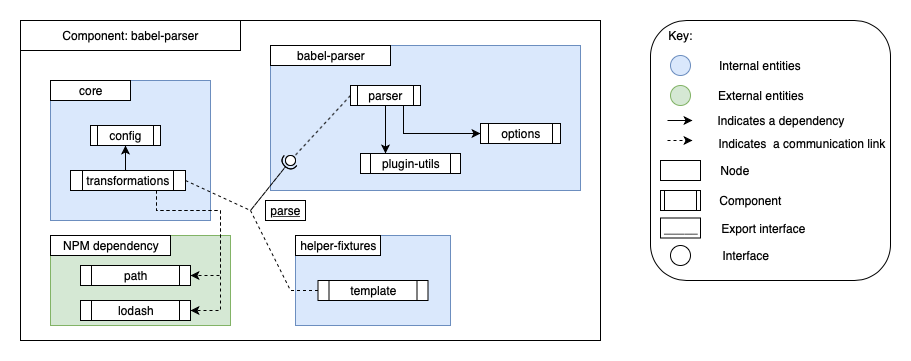 Component: babel-parser
babel-parser
core
parser
config
options
plugin-utils
transformations
parse
NPM dependency
helper-fixtures
path
template
lodash
Key:
Internal entities
External entities
Indicates a dependency
Indicates  a communication link
Node
Component
Export interface
Interface